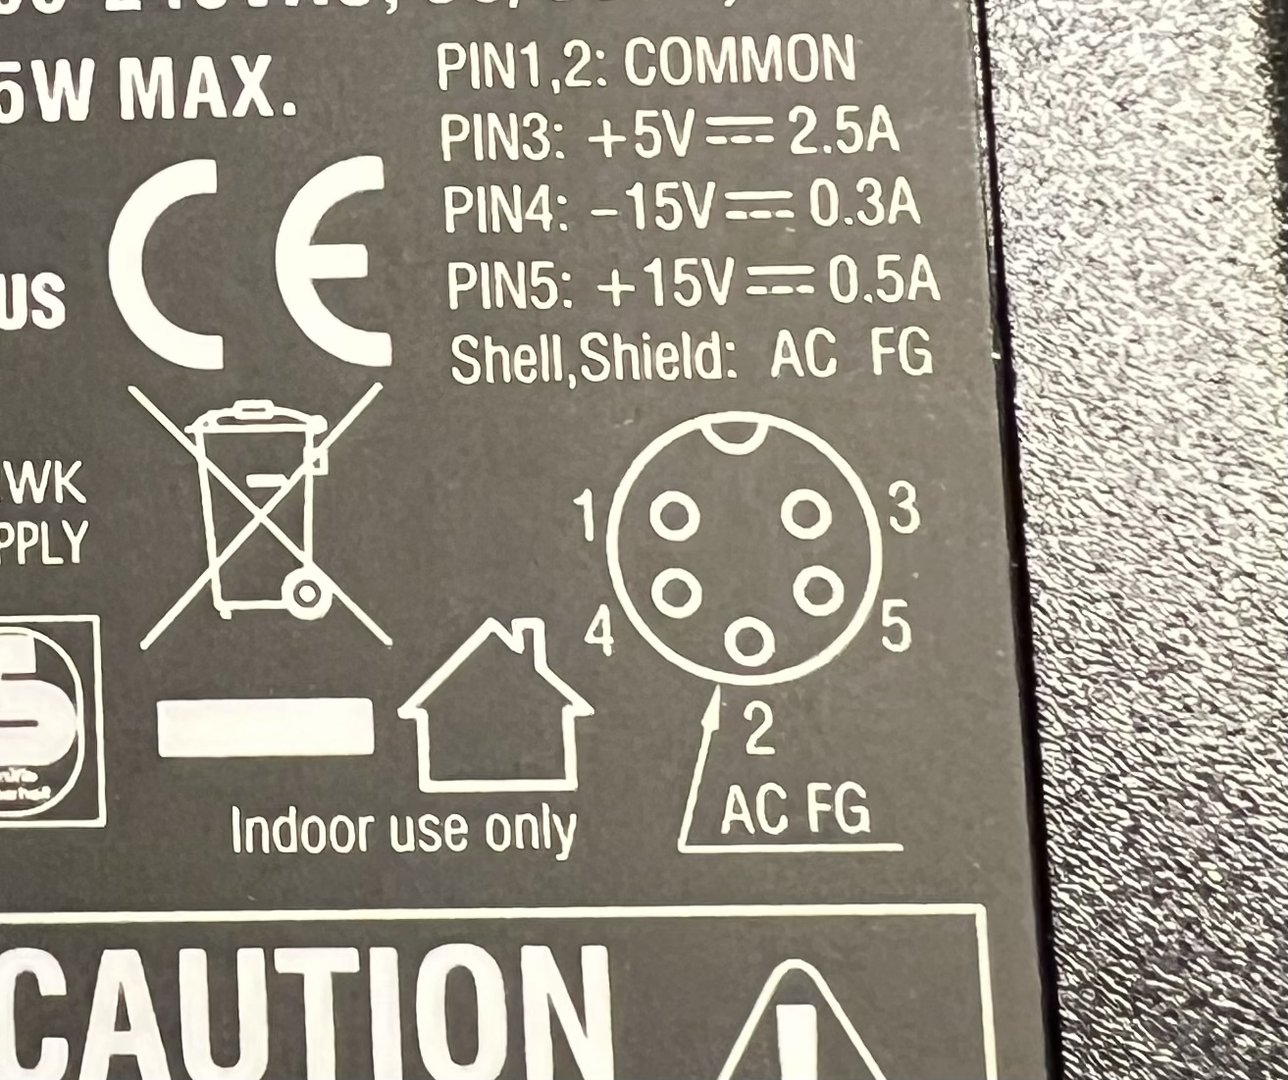 5W MAX.
PIN1,2: COMMON
PIN3: +5V⎓2.5A
PIN4: -15V⎓0.3A
PIN5: +15V⎓0.5A
Shell,Shield: AC FG
US
CE
WK
PPLY
1
3
4
5
2
AC FG
Indoor use only
CAUTION